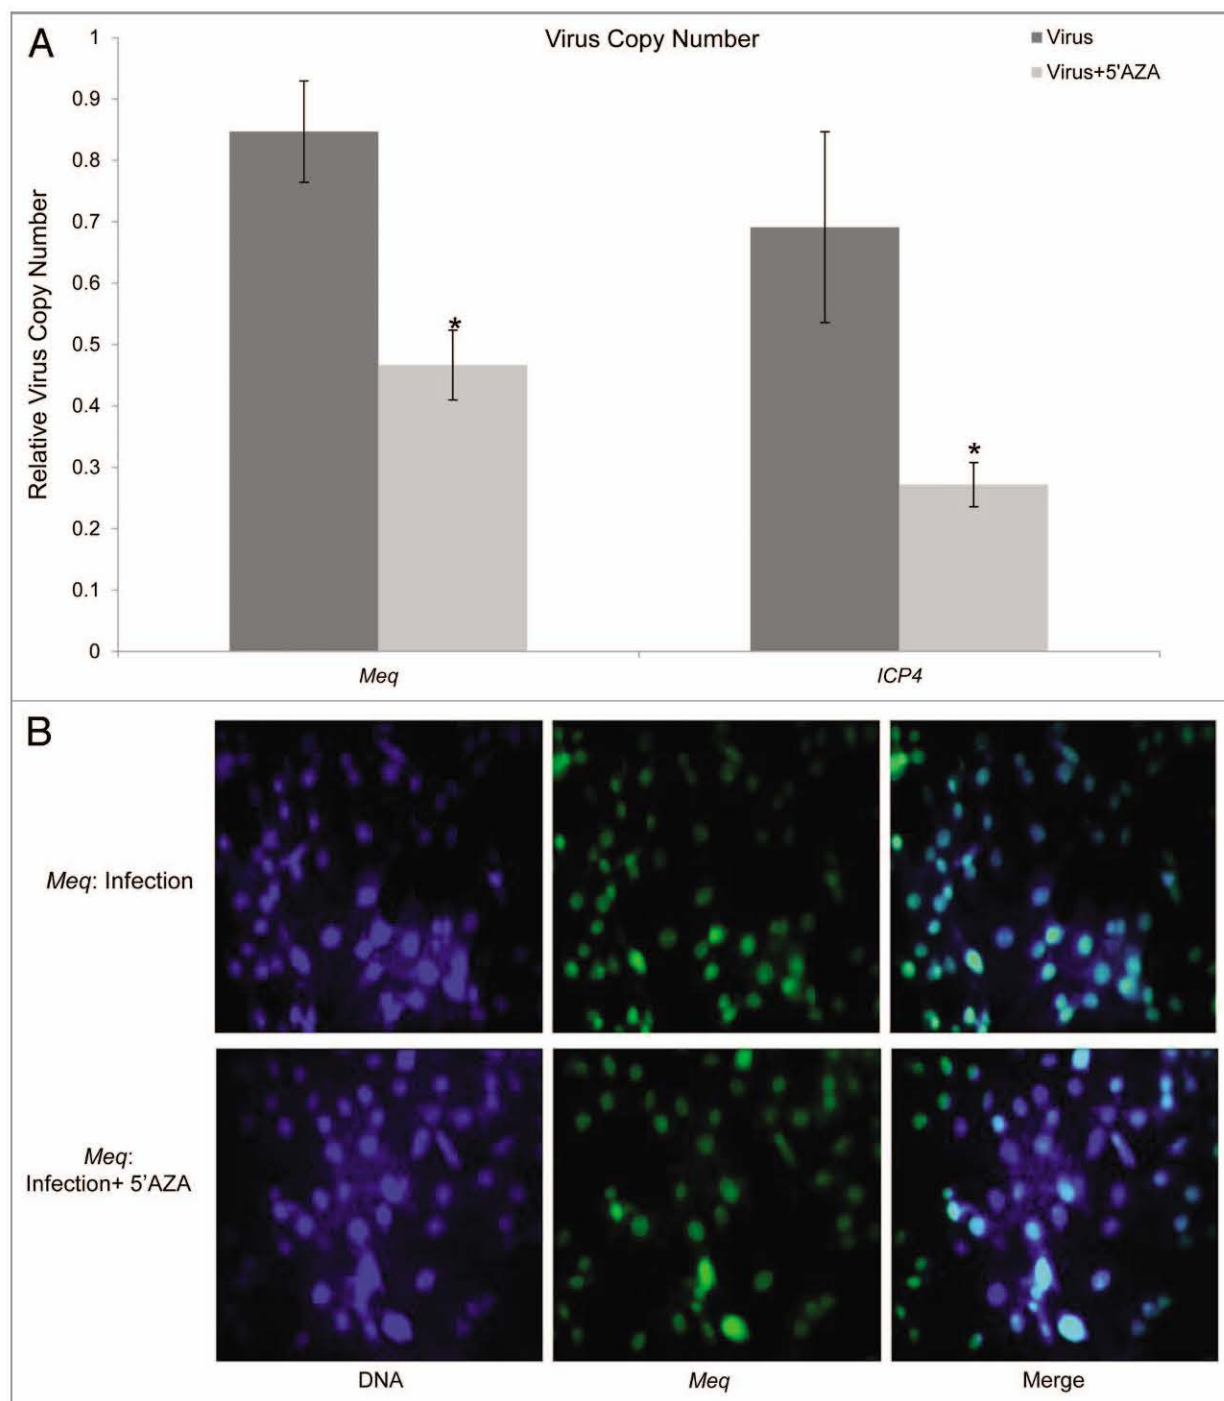 A
Virus Copy Number
Virus
Virus+5'AZA
Relative Virus Copy Number
1
0.9
0.8
0.7
0.6
0.5
0.4
0.3
0.2
0.1
0
*
*
Meq
ICP4
B
Meq: Infection
Meq:
Infection+ 5'AZA
DNA
Meq
Merge